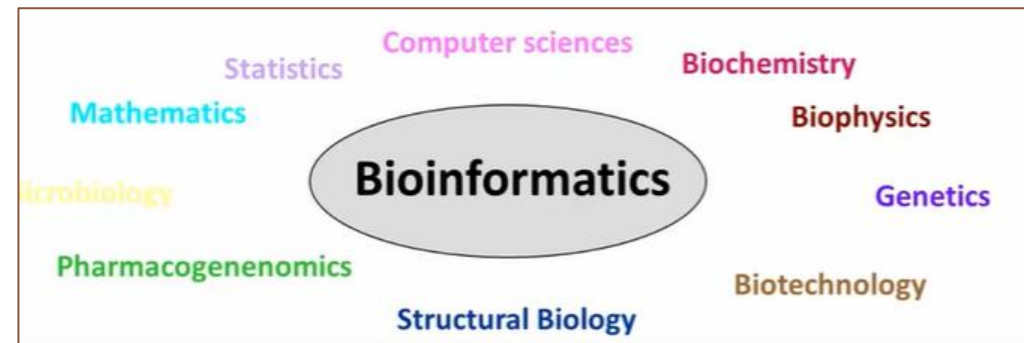 Computer sciences
Statistics
Biochemistry
Mathematics
Biophysics
Bioinformatics
icrobiology
Genetics
Pharmacogenenomics
Biotechnology
Structural Biology